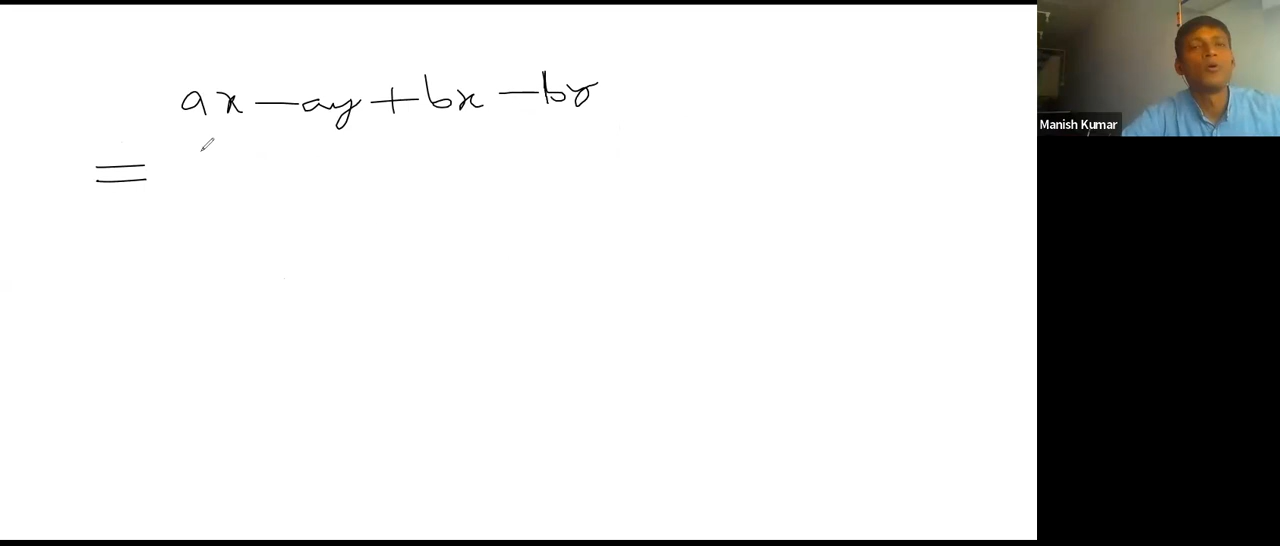 ax — ay + bx — by
=
Manish Kumar